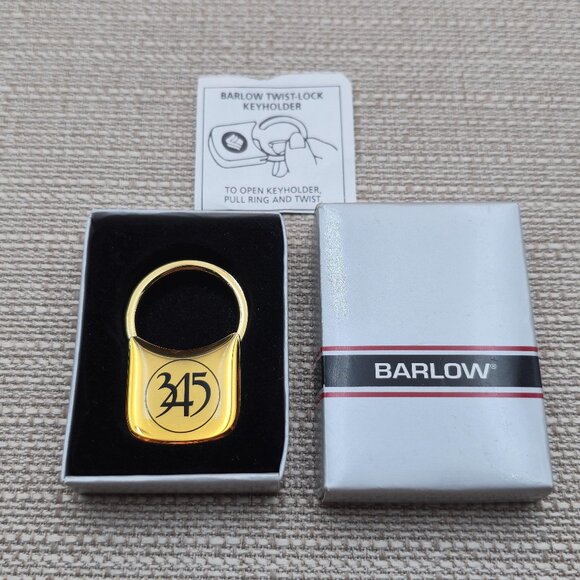 BARLOW TWIST-LOCK
KEYHOLDER
TO OPEN KEYHOLDER,
PULL RING AND TWIST.
345
BARLOW®